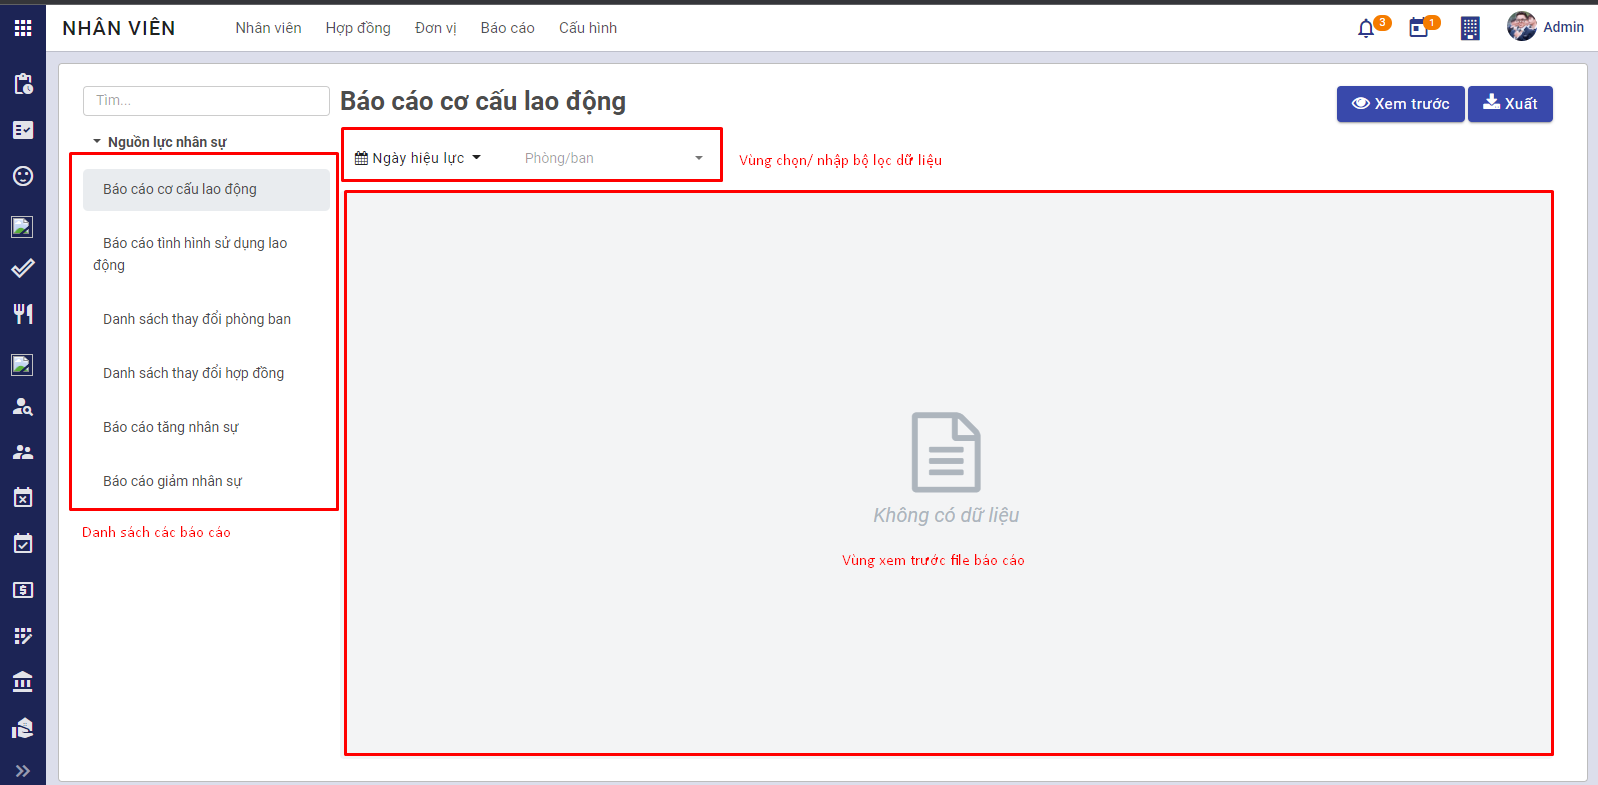 NHÂN VIÊN
Nhân viên
Hợp đồng
Đơn vị
Báo cáo
Cấu hình
3
1
Admin
Tìm...
Báo cáo cơ cấu lao động
Xem trước
Xuất
Nguồn lực nhân sự
Ngày hiệu lực
Phòng/ban
Vùng chọn/ nhập bộ lọc dữ liệu
Báo cáo cơ cấu lao động
Báo cáo tình hình sử dụng lao
động
Danh sách thay đổi phòng ban
Danh sách thay đổi hợp đồng
Báo cáo tăng nhân sự
Báo cáo giảm nhân sự
Danh sách các báo cáo
Không có dữ liệu
Vùng xem trước file báo cáo